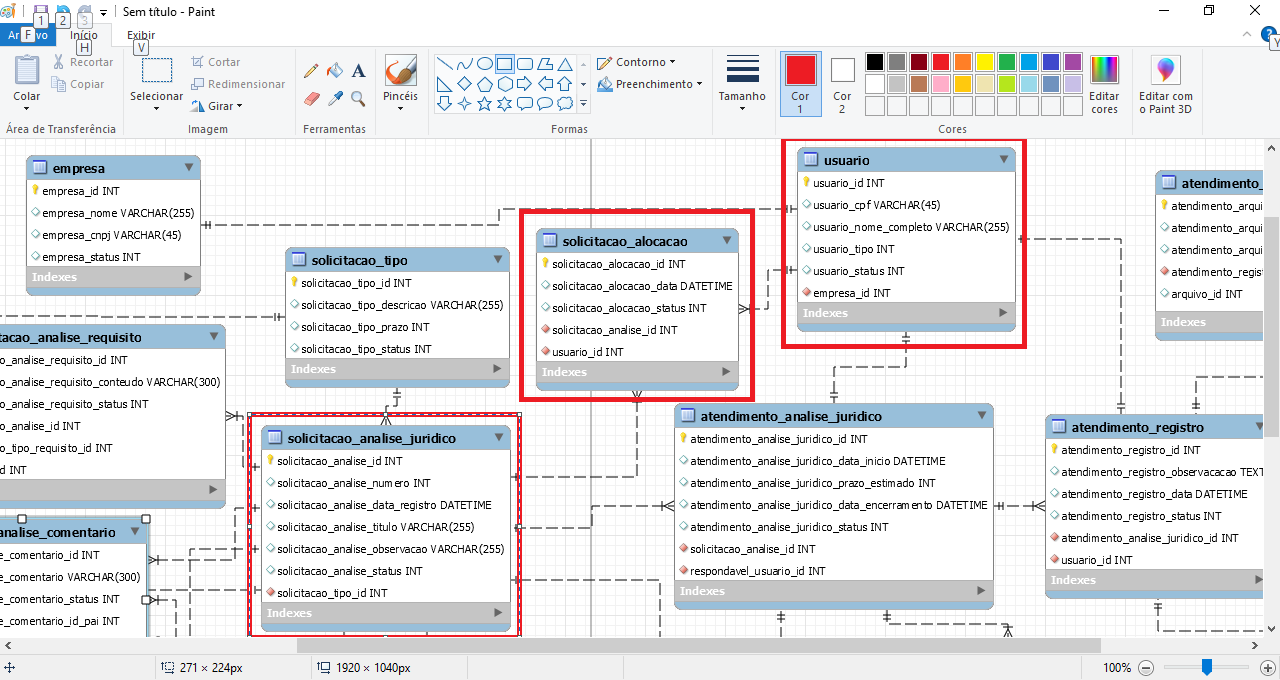 Sem título - Paint
1
2
3
Arquivo
F
Início
H
Exibir
V
Y
Colar
Recortar
Copiar
Área de Transferência
Selecionar
Cortar
Redimensionar
Girar
Imagem
A
Ferramentas
Pincéis
Contorno
Preenchimento
Formas
Tamanho
Cor
1
Cor
2
Editar
cores
Cores
Editar com
o Paint 3D
empresa
empresa_id INT
empresa_nome VARCHAR(255)
empresa_cnpj VARCHAR(45)
empresa_status INT
Indexes
solicitacao_tipo
solicitacao_tipo_id INT
solicitacao_tipo_descricao VARCHAR(255)
solicitacao_tipo_prazo INT
solicitacao_tipo_status INT
Indexes
solicitacao_alocacao
solicitacao_alocacao_id INT
solicitacao_alocacao_data DATETIME
solicitacao_alocacao_status INT
solicitacao_analise_id INT
usuario_id INT
Indexes
usuario
usuario_id INT
usuario_cpf VARCHAR(45)
usuario_nome_completo VARCHAR(255)
usuario_tipo INT
usuario_status INT
empresa_id INT
Indexes
atendimento_
atendimento_arqui
atendimento_arqui
atendimento_arqui
atendimento_regist
arquivo_id INT
Indexes
tacao_analise_requisito
o_analise_requisito_id INT
o_analise_requisito_conteudo VARCHAR(300)
o_analise_requisito_status INT
o_analise_id INT
o_tipo_requisito_id INT
id INT
analise_comentario
e_comentario_id INT
e_comentario VARCHAR(300)
e_comentario_status INT
e_comentario_id_pai INT
solicitacao_analise_juridico
solicitacao_analise_id INT
solicitacao_analise_numero INT
solicitacao_analise_data_registro DATETIME
solicitacao_analise_titulo VARCHAR(255)
solicitacao_analise_observacao VARCHAR(255)
solicitacao_analise_status INT
solicitacao_tipo_id INT
Indexes
atendimento_analise_juridico
atendimento_analise_juridico_id INT
atendimento_analise_juridico_data_inicio DATETIME
atendimento_analise_juridico_prazo_estimado INT
atendimento_analise_juridico_data_encerramento DATETIME
atendimento_analise_juridico_status INT
solicitacao_analise_id INT
responsavel_usuario_id INT
Indexes
atendimento_registro
atendimento_registro_id INT
atendimento_registro_observacacao TEXT
atendimento_registro_data DATETIME
atendimento_registro_status INT
atendimento_analise_juridico_id INT
usuario_id INT
Indexes
271 × 224px
1920 × 1040px
100%